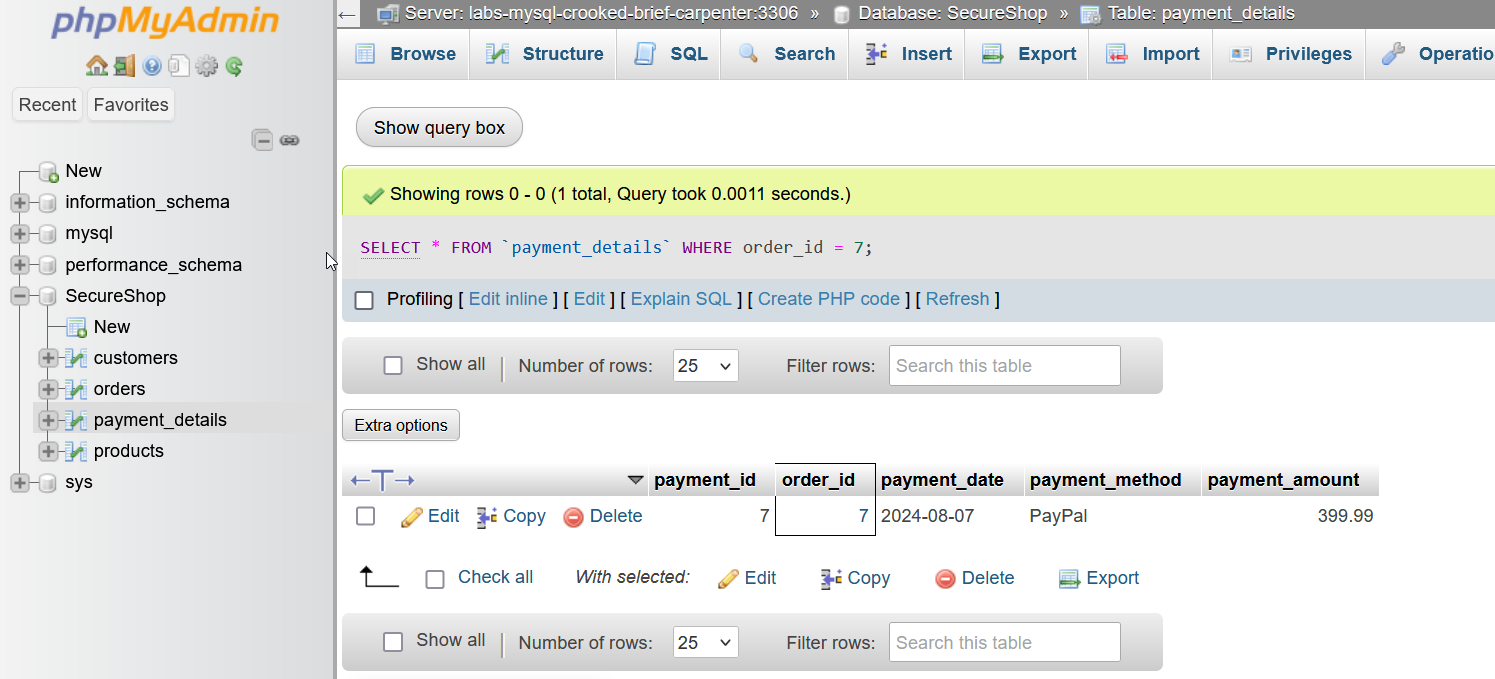 phpMyAdmin
Recent Favorites
New
information_schema
mysql
performance_schema
SecureShop
New
customers
orders
payment_details
products
sys
Server: labs-mysql-crooked-brief-carpenter:3306 » Database: SecureShop » Table: payment_details
Browse Structure SQL Search Insert Export Import Privileges Operatio
Show query box
Showing rows 0 - 0 (1 total, Query took 0.0011 seconds.)
SELECT * FROM `payment_details` WHERE order_id = 7;
Profiling [ Edit inline ] [ Edit ] [ Explain SQL ] [ Create PHP code ] [ Refresh ]
Show all Number of rows: 25 Filter rows: Search this table
Extra options
payment_id order_id payment_date payment_method payment_amount
Edit Copy Delete 7 7 2024-08-07 PayPal 399.99
Check all With selected: Edit Copy Delete Export
Show all Number of rows: 25 Filter rows: Search this table